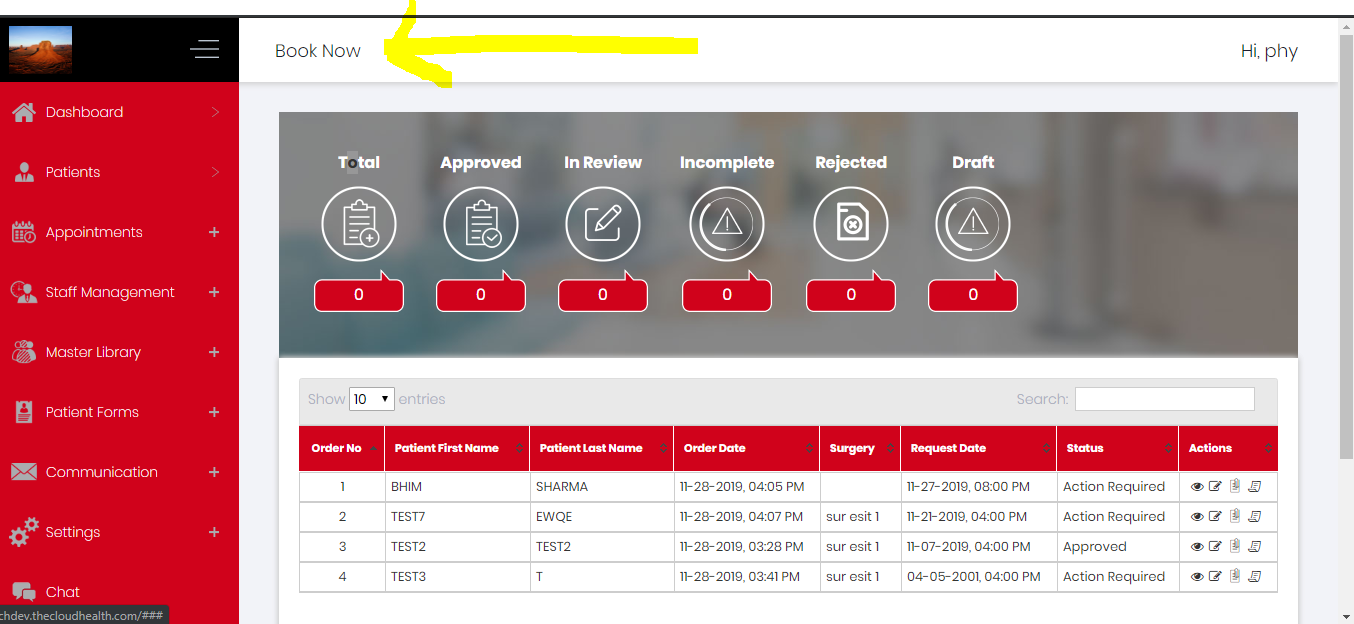 Book Now
Hi, phy
Dashboard
Patients
Appointments
Staff Management
Master Library
Patient Forms
Communication
Settings
Chat
chdev.thecloudhealth.com/###
Total Approved In Review Incomplete Rejected Draft
0 0 0 0 0 0
Show 10 entries Search:
Order No Patient First Name Patient Last Name Order Date Surgery Request Date Status Actions
1 BHIM SHARMA 11-28-2019, 04:05 PM 11-27-2019, 08:00 PM Action Required
2 TEST7 EWQE 11-28-2019, 04:07 PM sur esit 1 11-21-2019, 04:00 PM Action Required
3 TEST2 TEST2 11-28-2019, 03:28 PM sur esit 1 11-07-2019, 04:00 PM Approved
4 TEST3 T 11-28-2019, 03:41 PM sur esit 1 04-05-2001, 04:00 PM Action Required